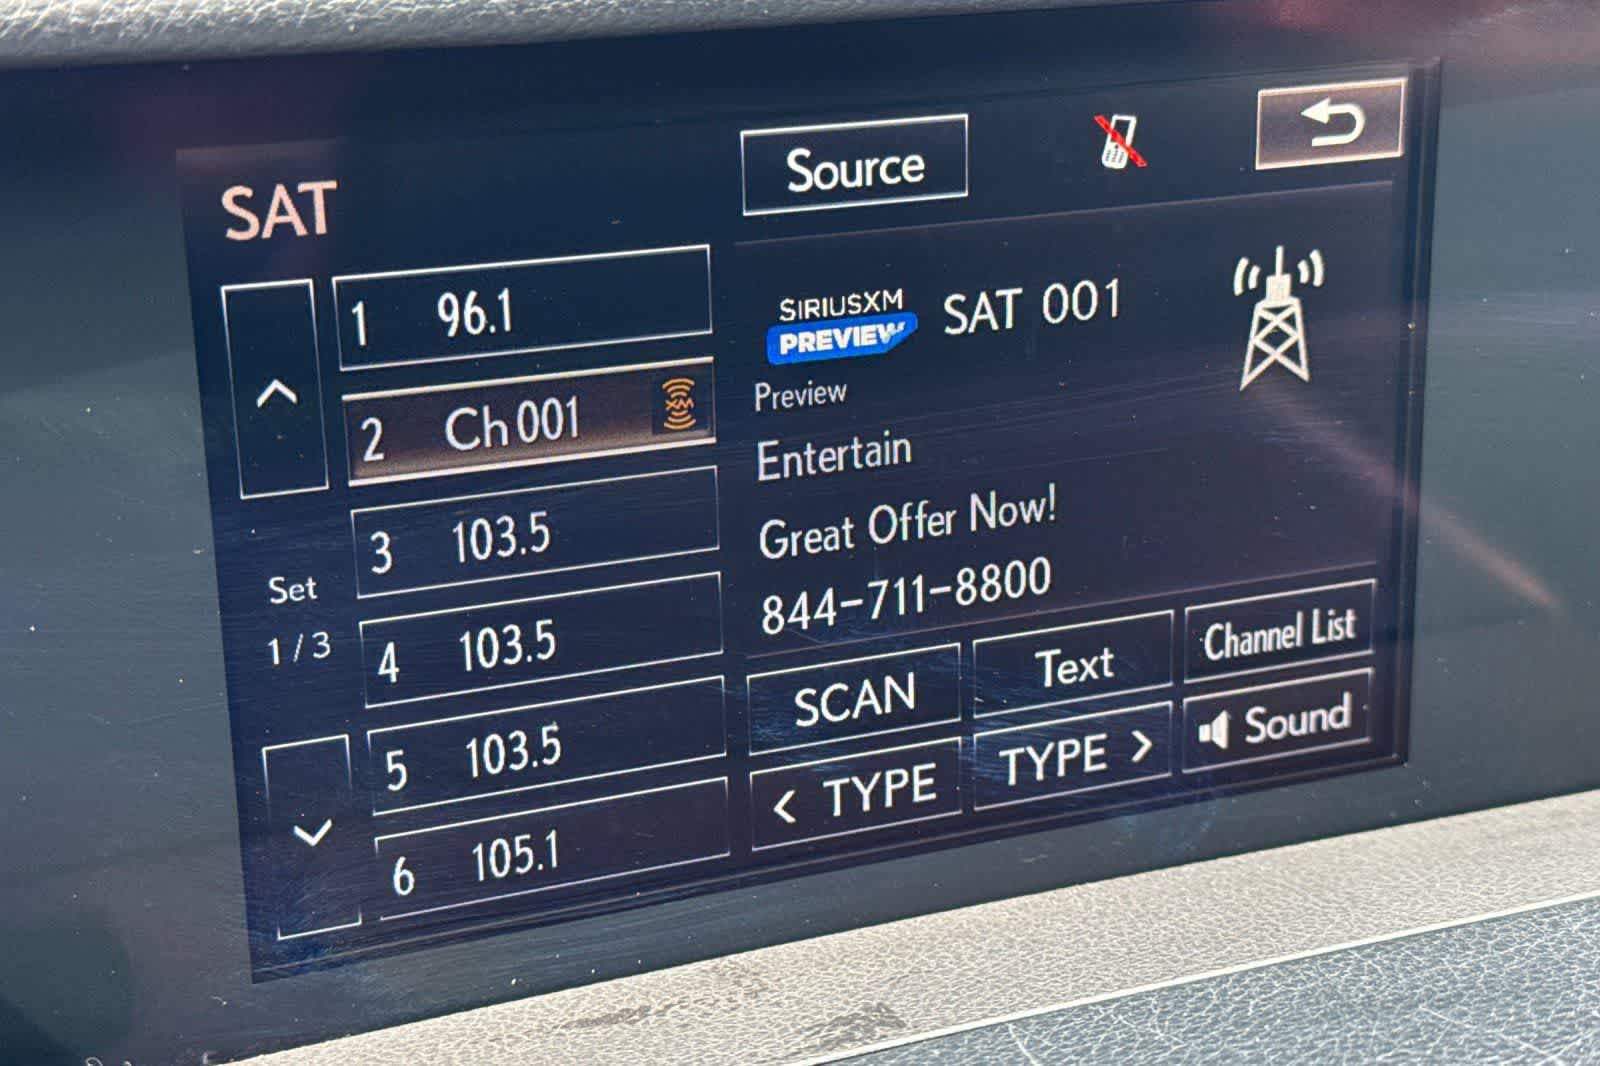 SAT
Source
1 96.1
2 Ch 001 XM
3 103.5
4 103.5
5 103.5
6 105.1
Set
1 / 3
SIRIUSXM
PREVIEW
SAT 001
Preview
Entertain
Great Offer Now!
844-711-8800
SCAN
Text
Channel List
< TYPE
TYPE >
Sound